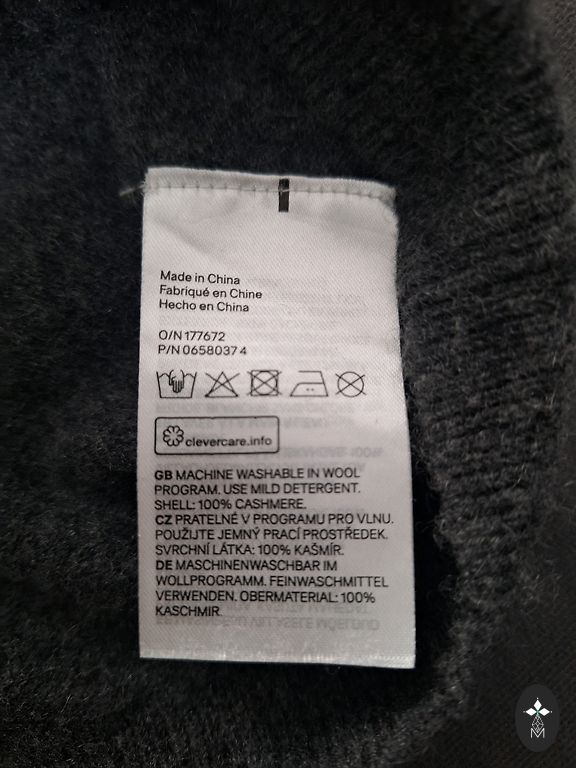 Made in China
Fabriqué en Chine
Hecho en China
O/N 177672
P/N 0658037 4
clevercare.info
GB MACHINE WASHABLE IN WOOL
PROGRAM. USE MILD DETERGENT.
SHELL: 100% CASHMERE.
CZ PRATELNÉ V PROGRAMU PRO VLNU.
POUŽIJTE JEMNÝ PRACÍ PROSTŘEDEK.
SVRCHNÍ LÁTKA: 100% KAŠMÍR.
DE MASCHINENWASCHBAR IM
WOLLPROGRAMM. FEINWASCHMITTEL
VERWENDEN. OBERMATERIAL: 100%
KASCHMIR.
M